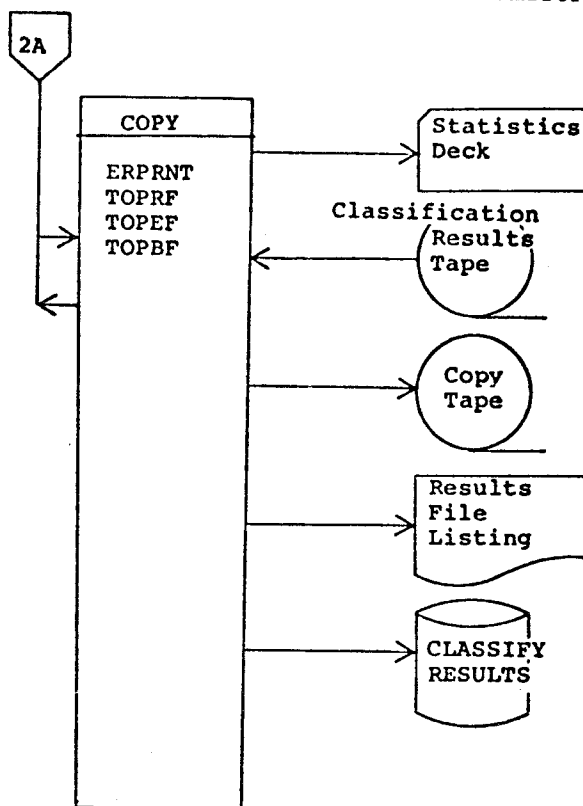 2A
COPY
ERPRNT
TOPRF
TOPEF
TOPBF
Statistics
Deck
Classification
Results
Tape
Copy
Tape
Results
File
Listing
CLASSIFY
RESULTS